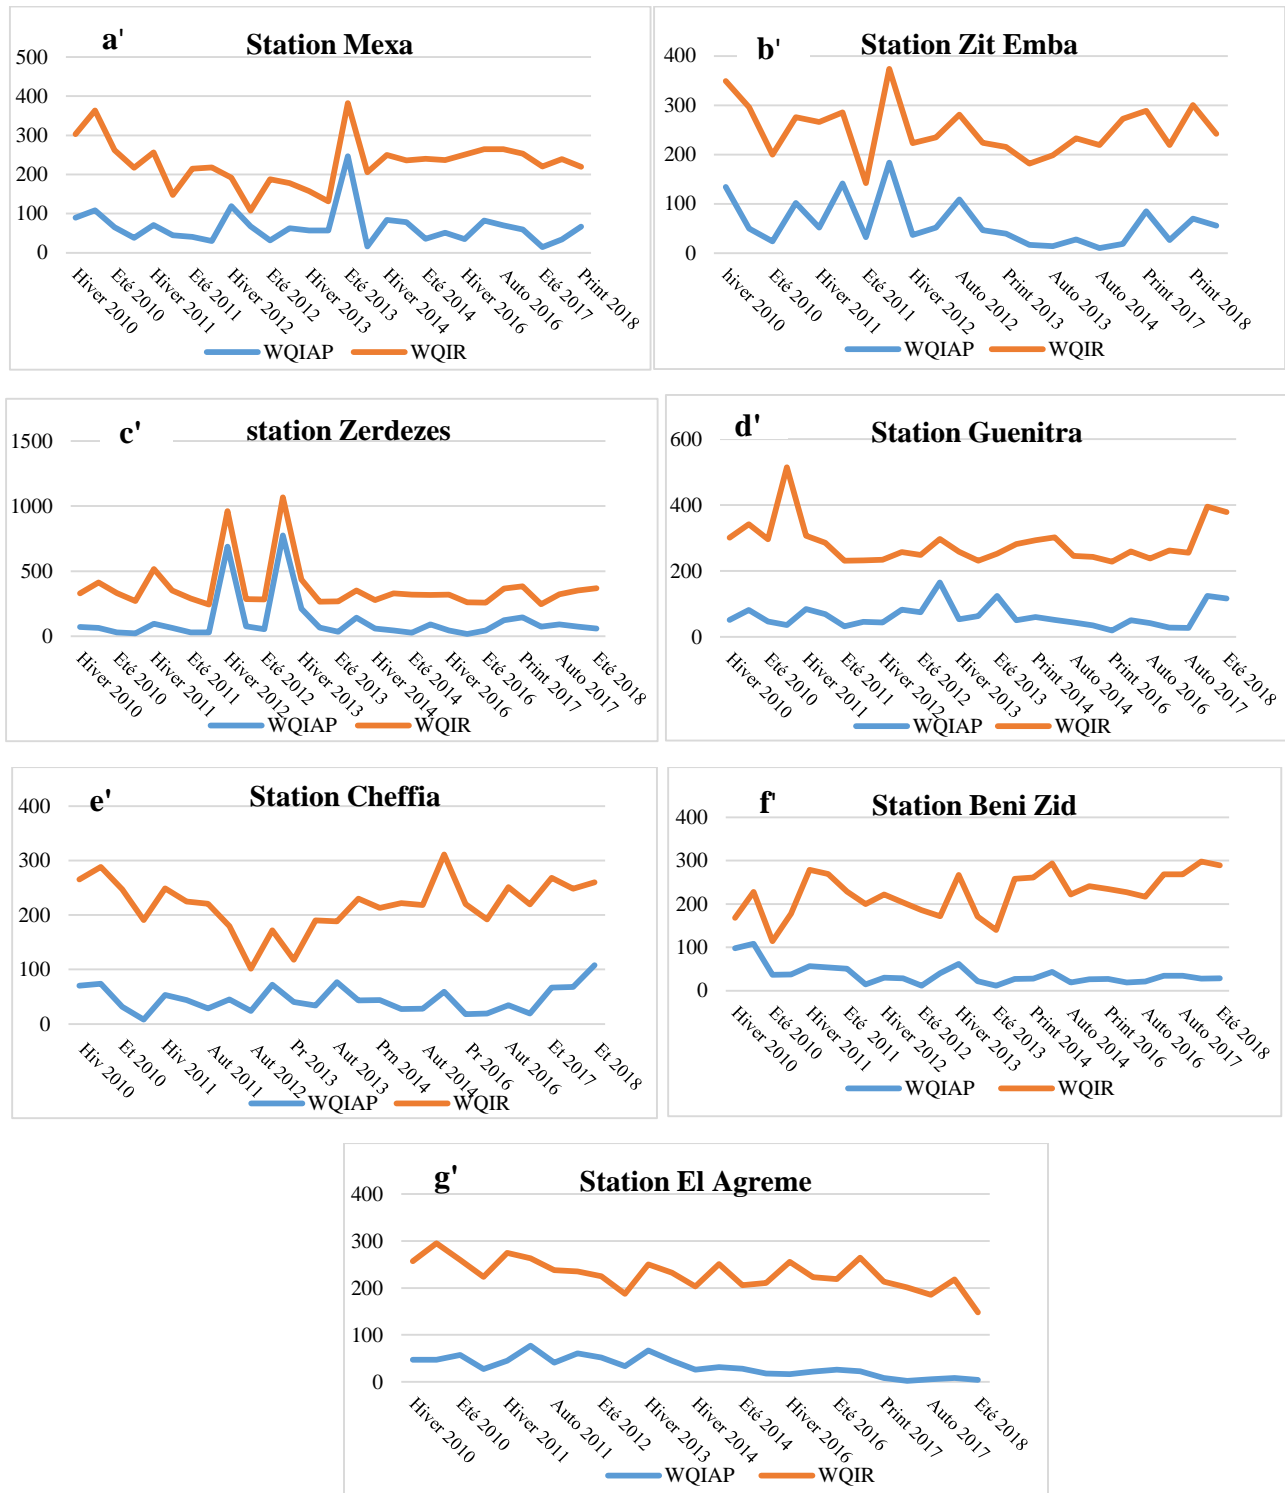 a'
Station Mexa
500
400
300
200
100
0
Hiver 2010
Eté 2010
Hiver 2011
Eté 2011
Hiver 2012
Eté 2012
Hiver 2013
Eté 2013
Hiver 2014
Eté 2014
Hiver 2016
Auto 2016
Eté 2017
Print 2018
WQIAP
WQIR
b'
Station Zit Emba
400
300
200
100
0
hiver 2010
Eté 2010
Hiver 2011
Eté 2011
Hiver 2012
Auto 2012
Print 2013
Auto 2013
Auto 2014
Print 2017
Print 2018
WQIAP
WQIR
c'
station Zerdezes
1500
1000
500
0
Hiver 2010
Eté 2010
Hiver 2011
Eté 2011
Hiver 2012
Eté 2012
Hiver 2013
Eté 2013
Hiver 2014
Eté 2014
Hiver 2016
Eté 2016
Print 2017
Auto 2017
Eté 2018
WQIAP
WQIR
d'
Station Guenitra
600
400
200
0
Hiver 2010
Eté 2010
Hiver 2011
Eté 2011
Hiver 2012
Eté 2012
Hiver 2013
Eté 2013
Print 2014
Auto 2014
Print 2016
Auto 2016
Auto 2017
Eté 2018
WQIAP
WQIR
e'
Station Cheffia
400
300
200
100
0
Hiv 2010
Et 2010
Hiv 2011
Aut 2011
Aut 2012
Pr 2013
Aut 2013
Prn 2014
Aut 2014
Pr 2016
Aut 2016
Et 2017
Et 2018
WQIAP
WQIR
f'
Station Beni Zid
400
300
200
100
0
Hiver 2010
Eté 2010
Hiver 2011
Eté 2011
Hiver 2012
Eté 2012
Hiver 2013
Eté 2013
Print 2014
Auto 2014
Print 2016
Auto 2016
Auto 2017
Eté 2018
WQIAP
WQIR
g'
Station El Agreme
400
300
200
100
0
Hiver 2010
Eté 2010
Hiver 2011
Auto 2011
Eté 2012
Hiver 2013
Hiver 2014
Eté 2014
Hiver 2016
Eté 2016
Print 2017
Auto 2017
Eté 2018
WQIAP
WQIR